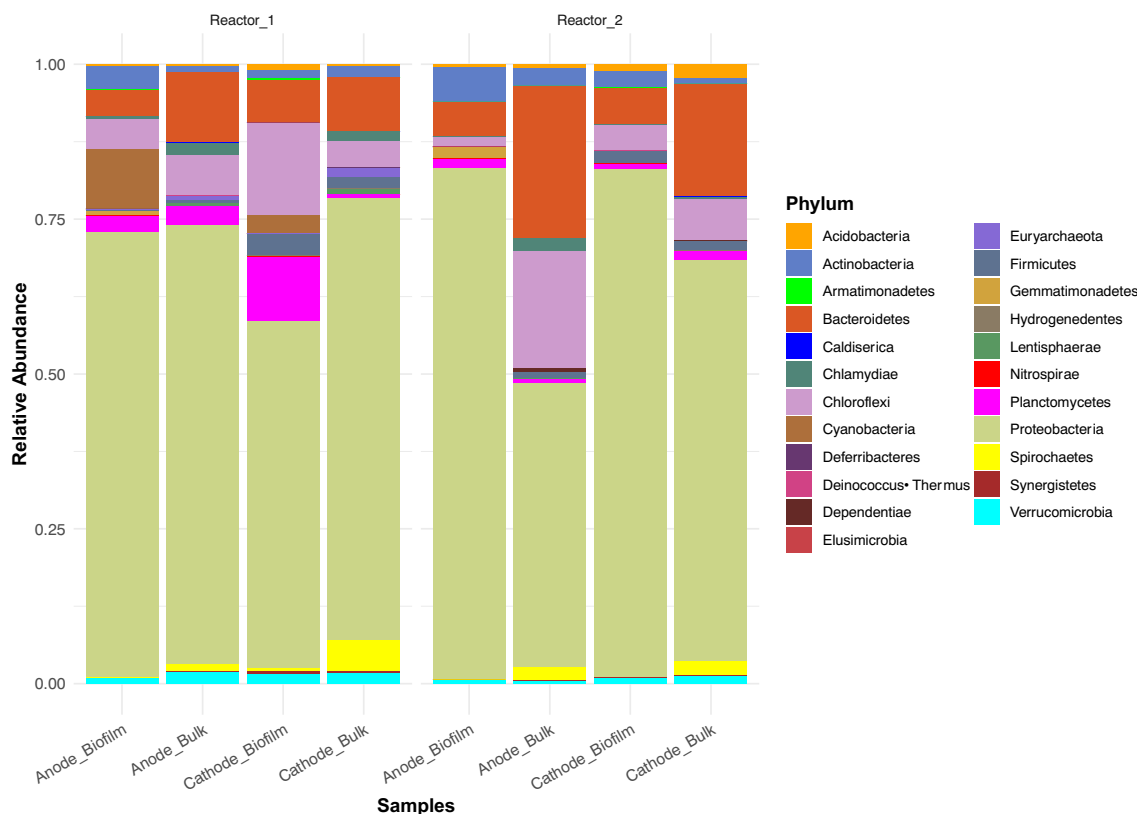 Reactor_1
Reactor_2
1.00
0.75
0.50
0.25
0.00
Relative Abundance
Anode_Biofilm
Anode_Bulk
Cathode_Biofilm
Cathode_Bulk
Anode_Biofilm
Anode_Bulk
Cathode_Biofilm
Cathode_Bulk
Samples
Phylum
Acidobacteria
Actinobacteria
Armatimonadetes
Bacteroidetes
Caldiserica
Chlamydiae
Chloroflexi
Cyanobacteria
Deferribacteres
Deinococcus• Thermus
Dependentiae
Elusimicrobia
Euryarchaeota
Firmicutes
Gemmatimonadetes
Hydrogenedentes
Lentisphaerae
Nitrospirae
Planctomycetes
Proteobacteria
Spirochaetes
Synergistetes
Verrucomicrobia